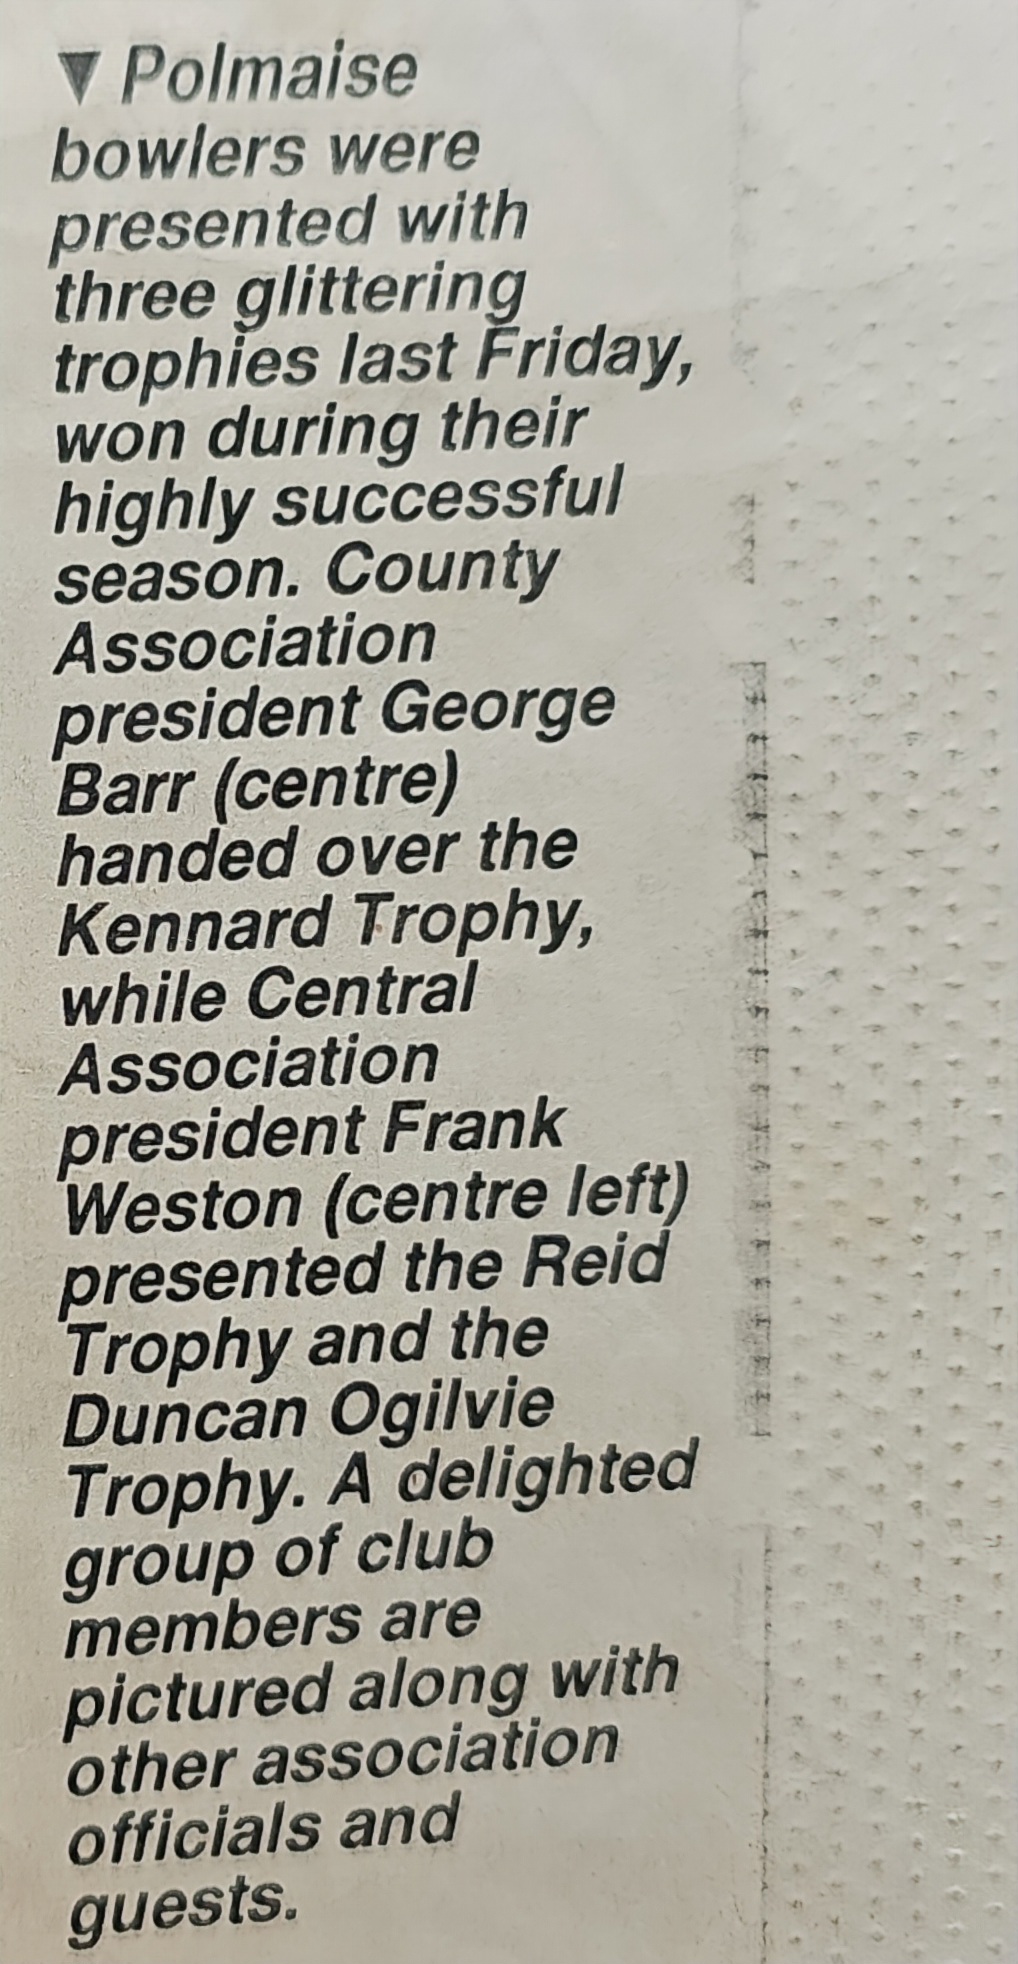 ▼ Polmaise
bowlers were
presented with
three glittering
trophies last Friday,
won during their
highly successful
season. County
Association
president George
Barr (centre)
handed over the
Kennard Trophy,
while Central
Association
president Frank
Weston (centre left)
presented the Reid
Trophy and the
Duncan Ogilvie
Trophy. A delighted
group of club
members are
pictured along with
other association
officials and
guests.